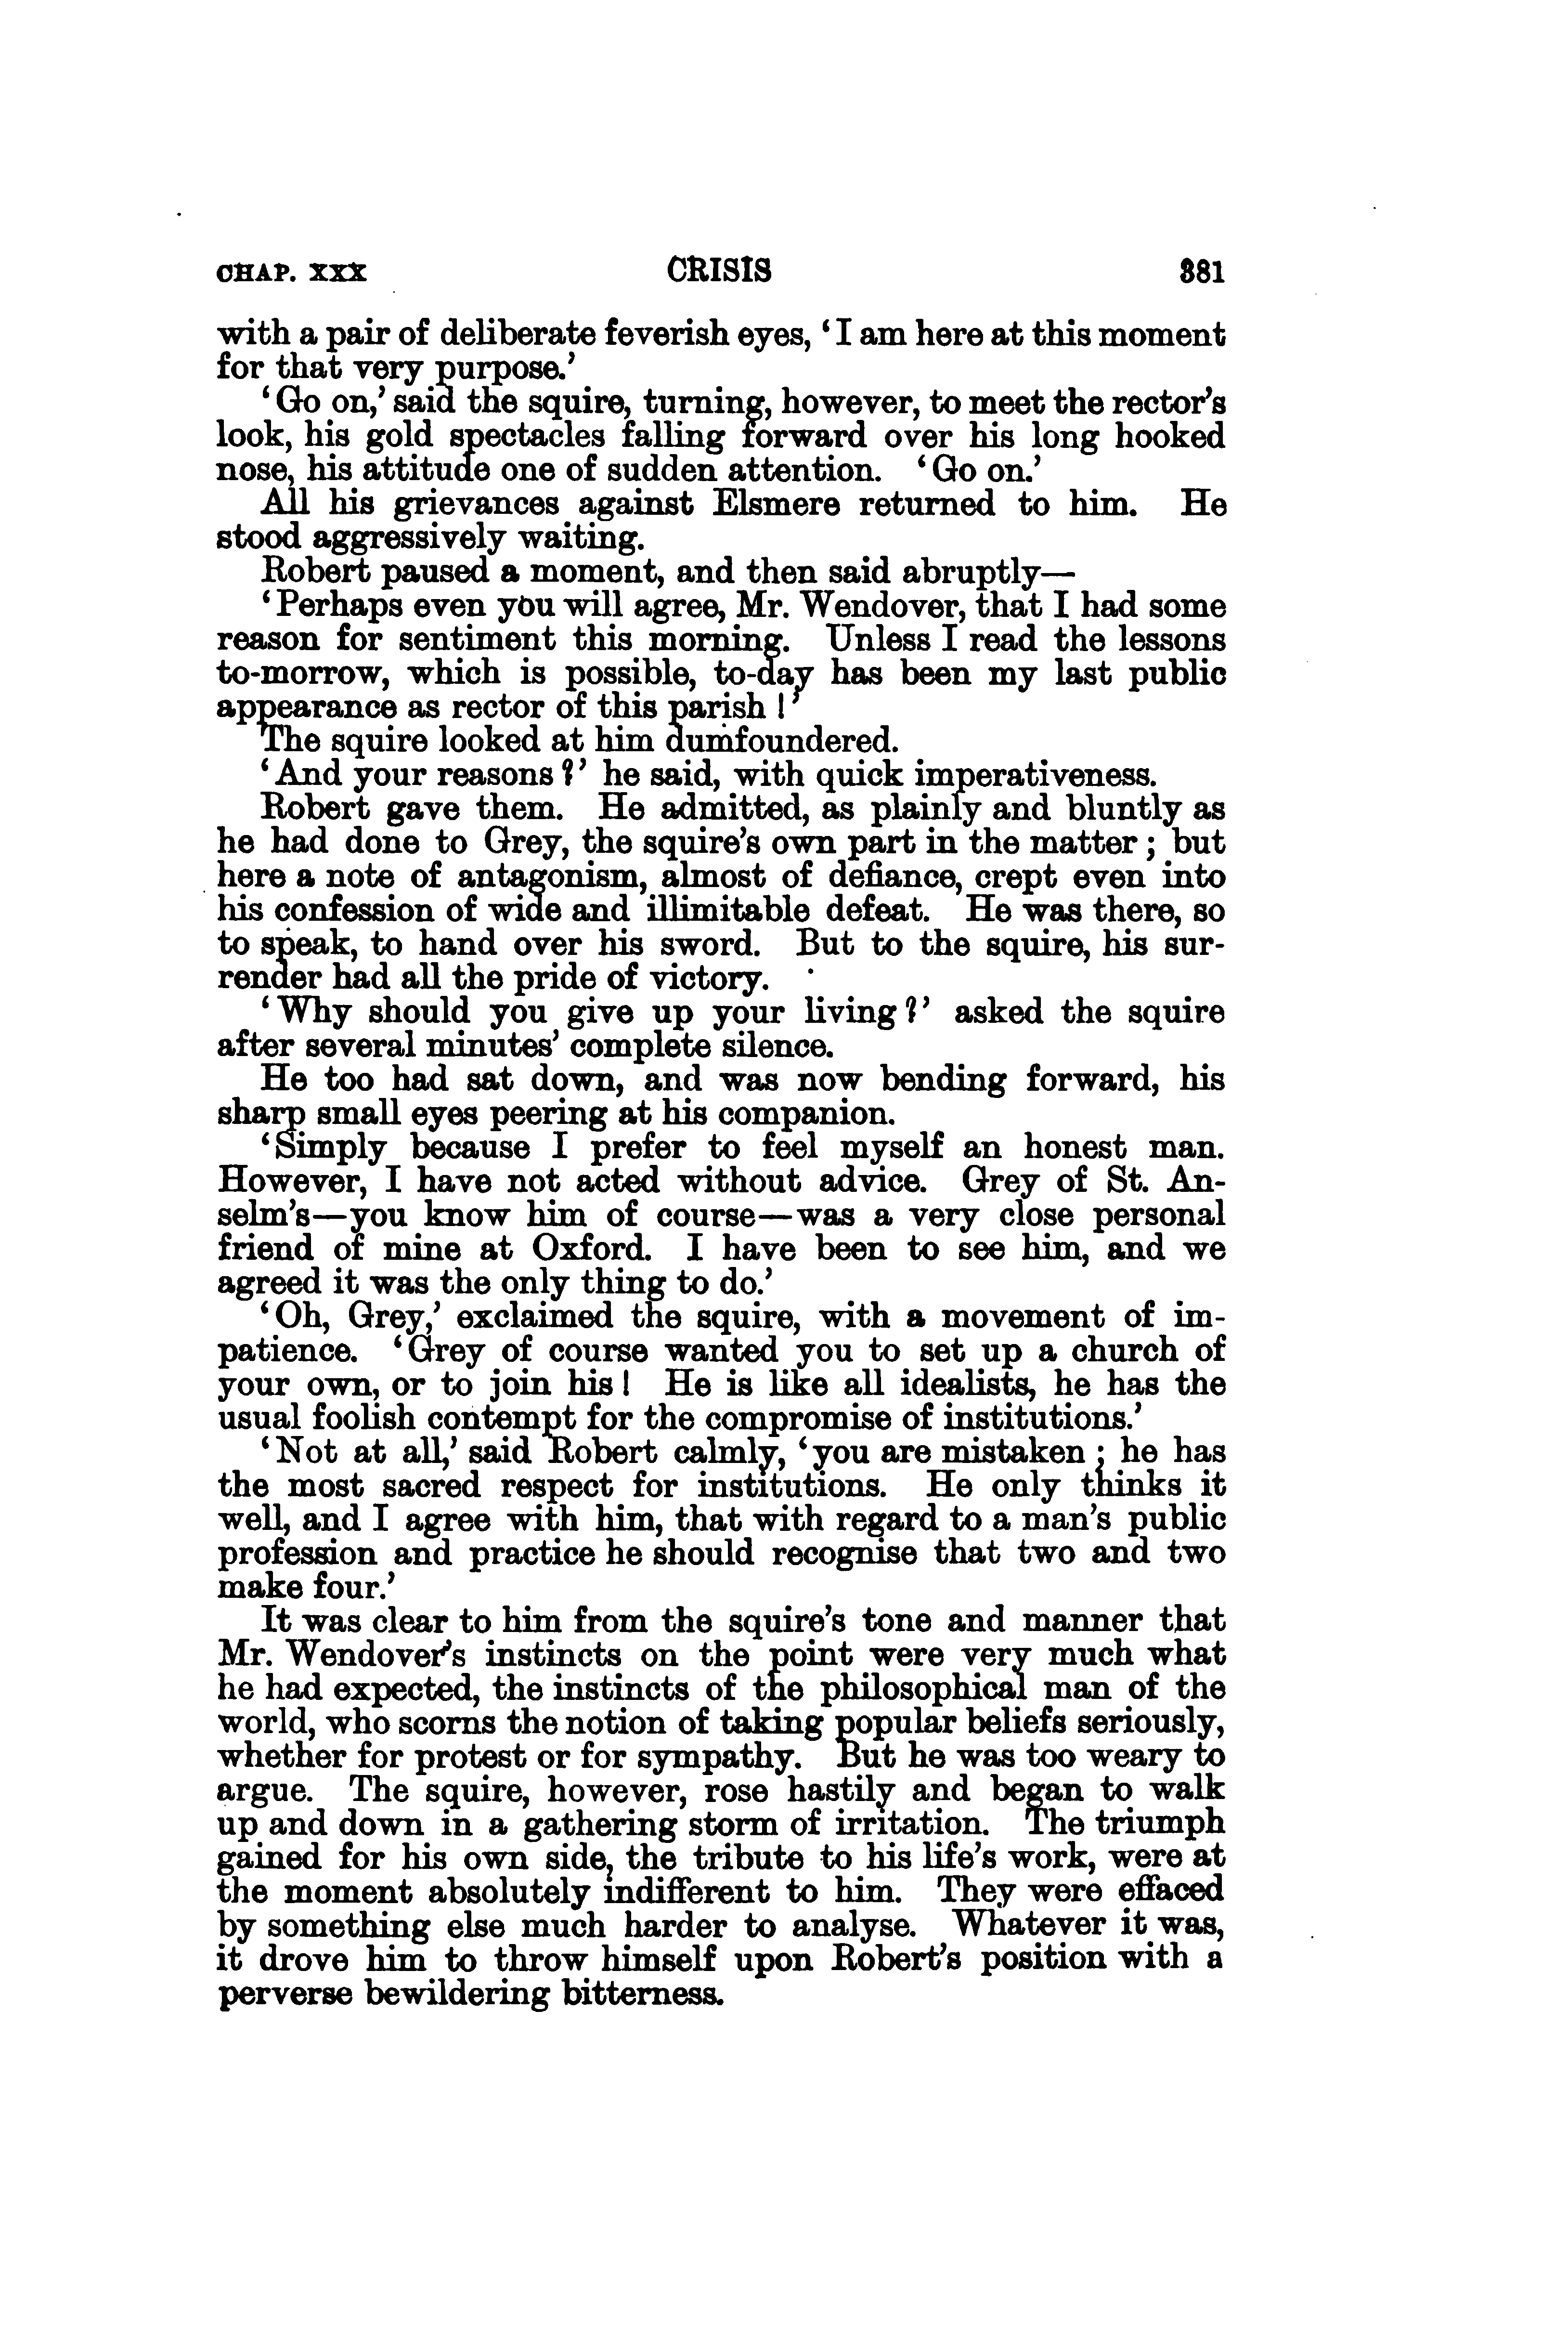 CHAP. XXX CRISIS 381
with a pair of deliberate feverish eyes, ‘I am here at this moment
for that very purpose.’
‘Go on,’ said the squire, turning, however, to meet the rector’s
look, his gold spectacles falling forward over his long hooked
nose, his attitude one of sudden attention. ‘Go on.’
All his grievances against Elsmere returned to him. He
stood aggressively waiting.
Robert paused a moment, and then said abruptly—
‘Perhaps even you will agree, Mr. Wendover, that I had some
reason for sentiment this morning. Unless I read the lessons
to-morrow, which is possible, to-day has been my last public
appearance as rector of this parish!’
The squire looked at him dumfoundered.
‘And your reasons?’ he said, with quick imperativeness.
Robert gave them. He admitted, as plainly and bluntly as
he had done to Grey, the squire’s own part in the matter; but
here a note of antagonism, almost of defiance, crept even into
his confession of wide and illimitable defeat. He was there, so
to speak, to hand over his sword. But to the squire, his sur-
render had all the pride of victory.
‘Why should you give up your living?’ asked the squire
after several minutes’ complete silence.
He too had sat down, and was now bending forward, his
sharp small eyes peering at his companion.
‘Simply because I prefer to feel myself an honest man.
However, I have not acted without advice. Grey of St. An-
selm’s—you know him of course—was a very close personal
friend of mine at Oxford. I have been to see him, and we
agreed it was the only thing to do.’
‘Oh, Grey,’ exclaimed the squire, with a movement of im-
patience. ‘Grey of course wanted you to set up a church of
your own, or to join his! He is like all idealists, he has the
usual foolish contempt for the compromise of institutions.’
‘Not at all,’ said Robert calmly, ‘you are mistaken; he has
the most sacred respect for institutions. He only thinks it
well, and I agree with him, that with regard to a man’s public
profession and practice he should recognise that two and two
make four.’
It was clear to him from the squire’s tone and manner that
Mr. Wendover’s instincts on the point were very much what
he had expected, the instincts of the philosophical man of the
world, who scorns the notion of taking popular beliefs seriously,
whether for protest or for sympathy. But he was too weary to
argue. The squire, however, rose hastily and began to walk
up and down in a gathering storm of irritation. The triumph
gained for his own side, the tribute to his life’s work, were at
the moment absolutely indifferent to him. They were effaced
by something else much harder to analyse. Whatever it was,
it drove him to throw himself upon Robert’s position with a
perverse bewildering bitterness.